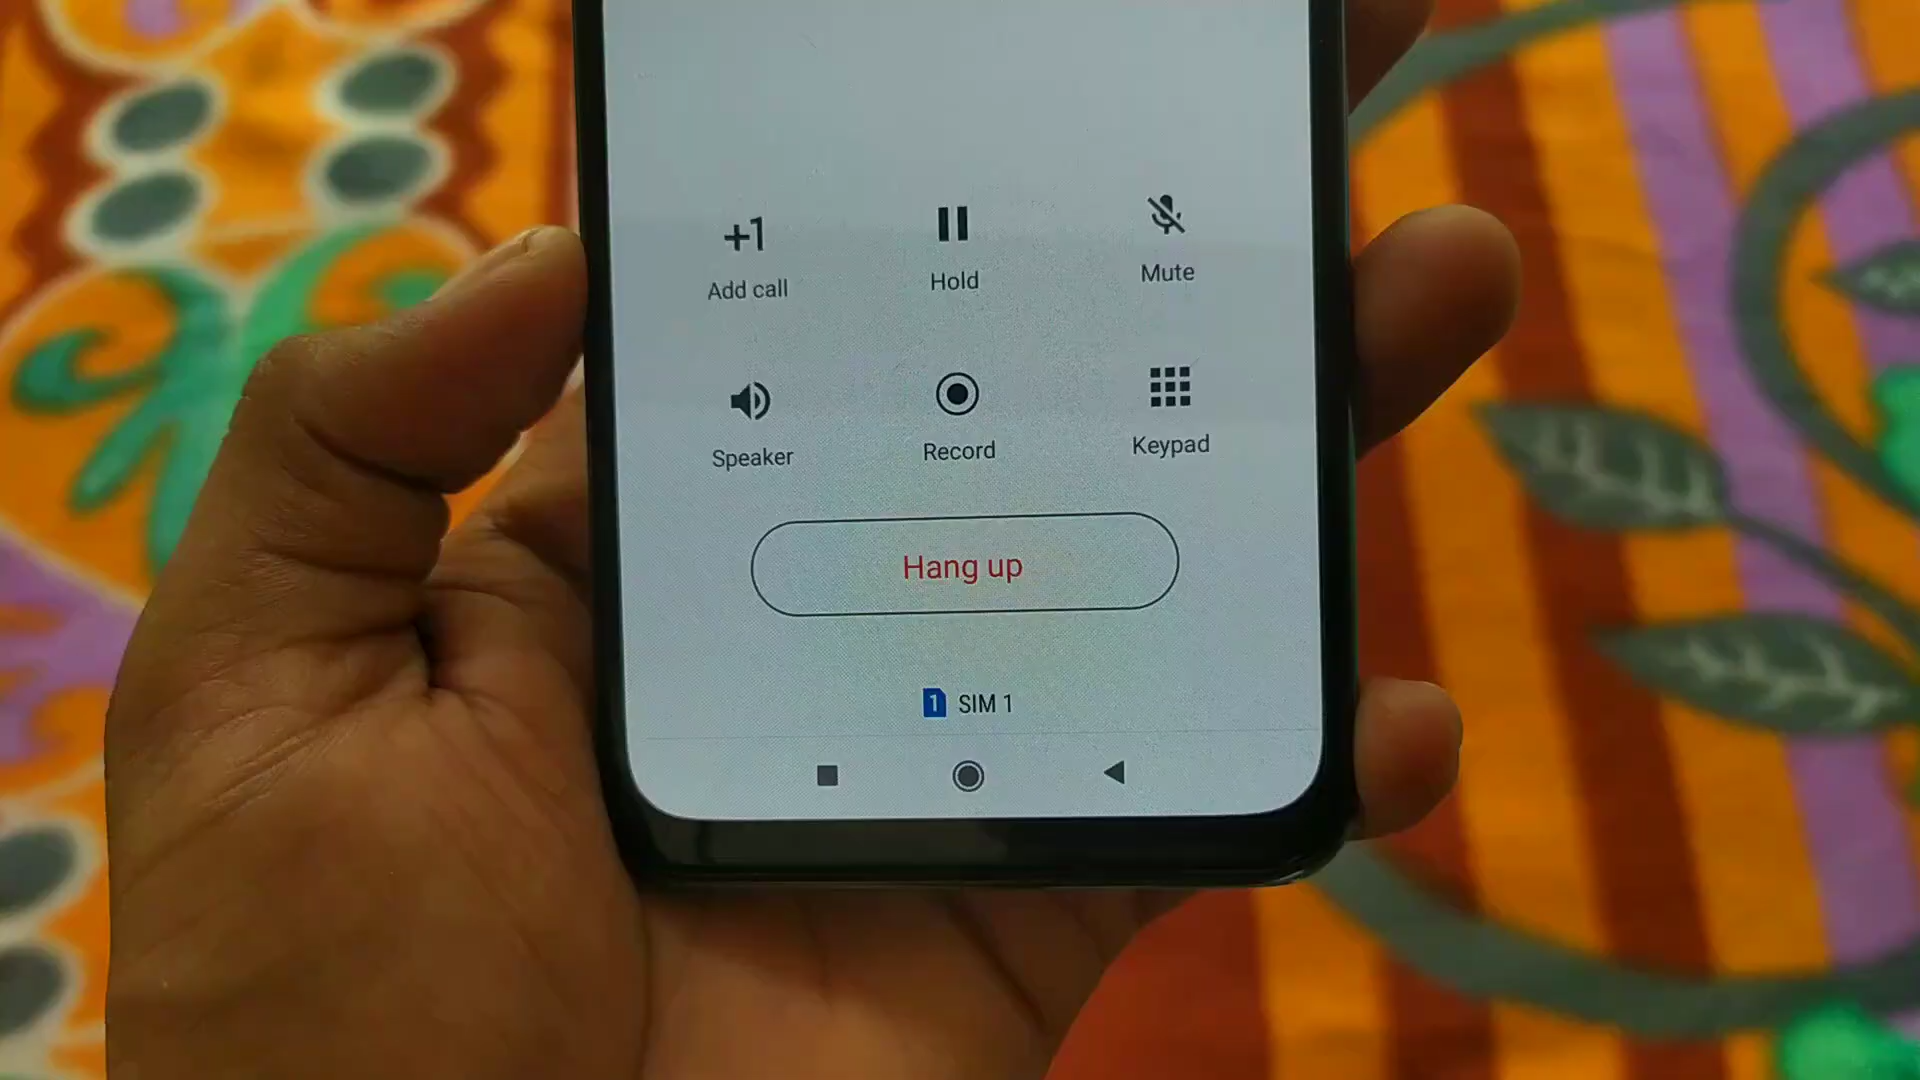 +1
Add call
Hold
Mute
Speaker
Record
Keypad
Hang up
1 SIM 1